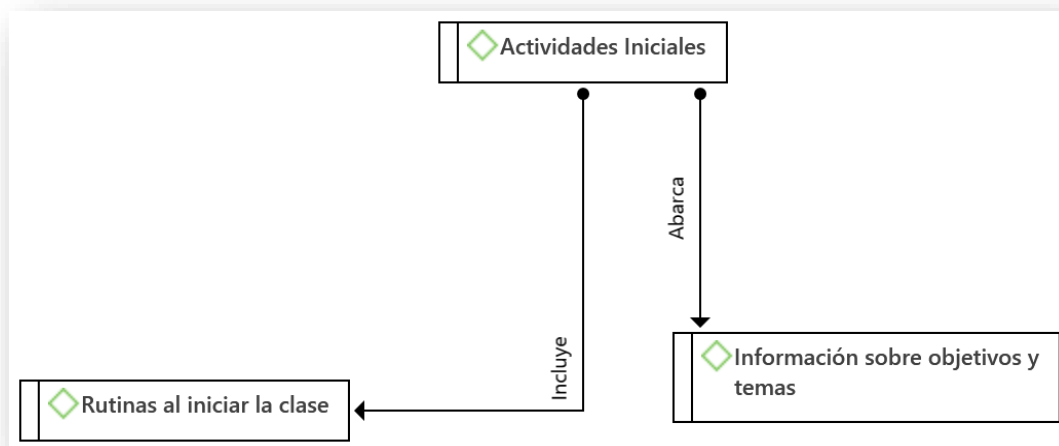 Actividades Iniciales
Abarca
Incluye
Información sobre objetivos y
temas
Rutinas al iniciar la clase